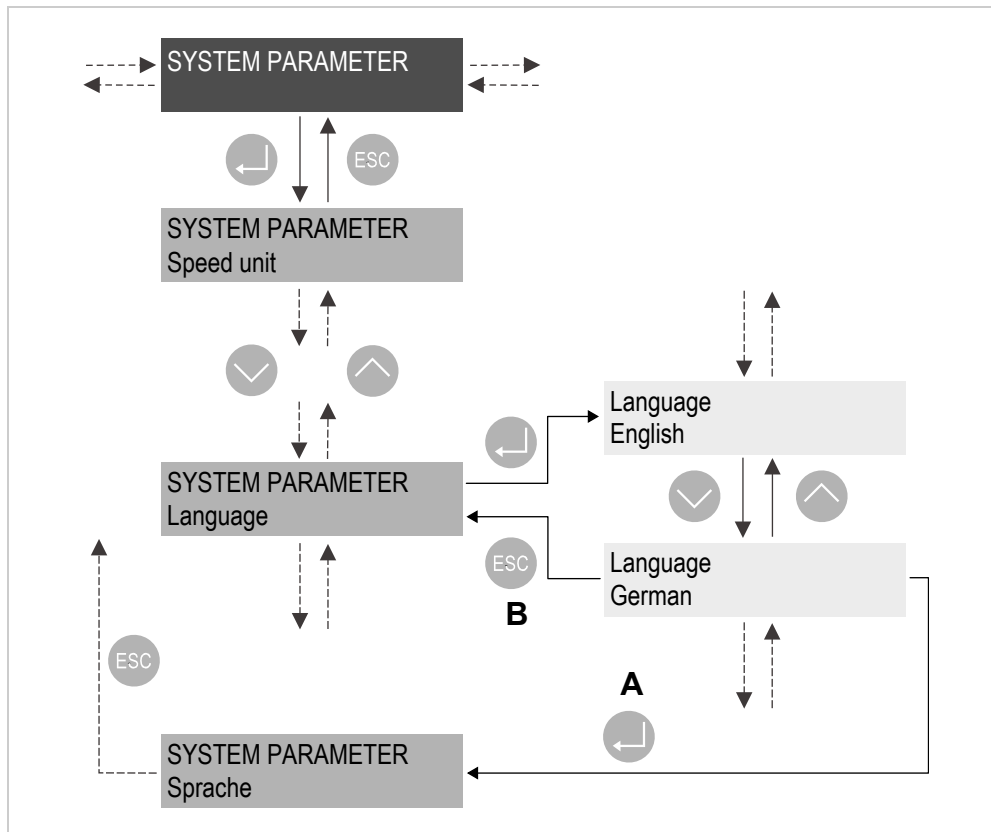 SYSTEM PARAMETER
ESC
SYSTEM PARAMETER
Speed unit
Language
English
SYSTEM PARAMETER
Language
ESC
B
Language
German
ESC
A
SYSTEM PARAMETER
Sprache